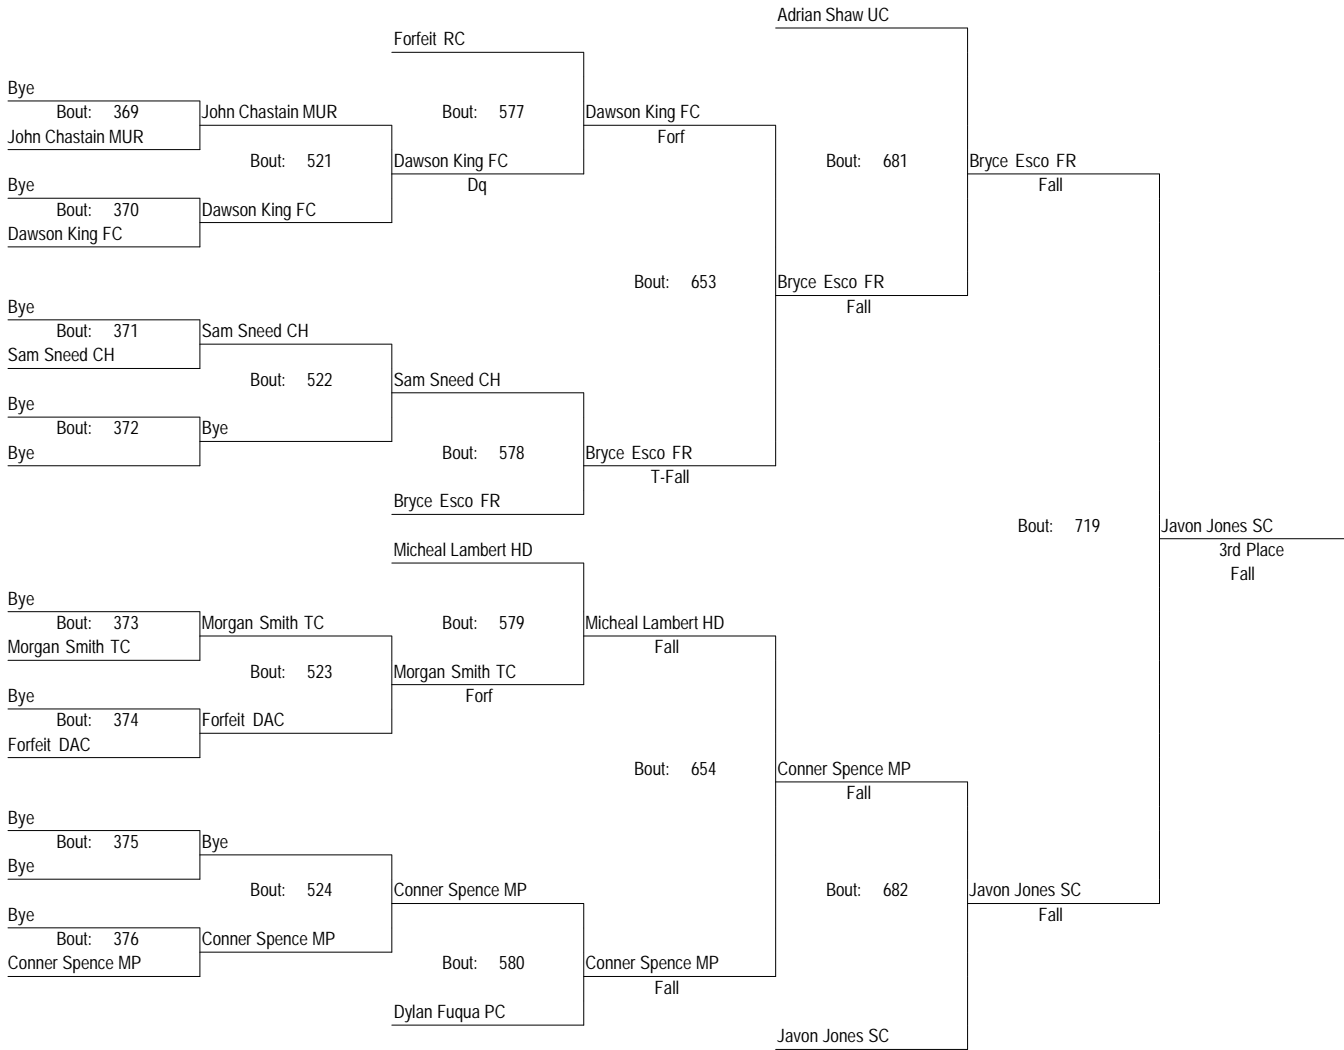 Adrian Shaw UC
Forfeit RC
Bye
Bout: 369
John Chastain MUR
Bout: 577
Dawson King FC
John Chastain MUR
Forf
Bout: 521
Dawson King FC
Bout: 681
Bryce Esco FR
Bye
Dq
Fall
Bout: 370
Dawson King FC
Dawson King FC
Bout: 653
Bryce Esco FR
Bye
Fall
Bout: 371
Sam Sneed CH
Sam Sneed CH
Bout: 522
Sam Sneed CH
Bye
Bout: 372
Bye
Bye
Bout: 578
Bryce Esco FR
T-Fall
Bryce Esco FR
Bout: 719
Javon Jones SC
Micheal Lambert HD
3rd Place
Fall
Bye
Bout: 373
Morgan Smith TC
Bout: 579
Micheal Lambert HD
Morgan Smith TC
Fall
Bout: 523
Morgan Smith TC
Bye
Forf
Bout: 374
Forfeit DAC
Forfeit DAC
Bout: 654
Conner Spence MP
Fall
Bye
Bout: 375
Bye
Bye
Bout: 524
Conner Spence MP
Bout: 682
Javon Jones SC
Bye
Fall
Bout: 376
Conner Spence MP
Conner Spence MP
Bout: 580
Conner Spence MP
Fall
Dylan Fuqua PC
Javon Jones SC